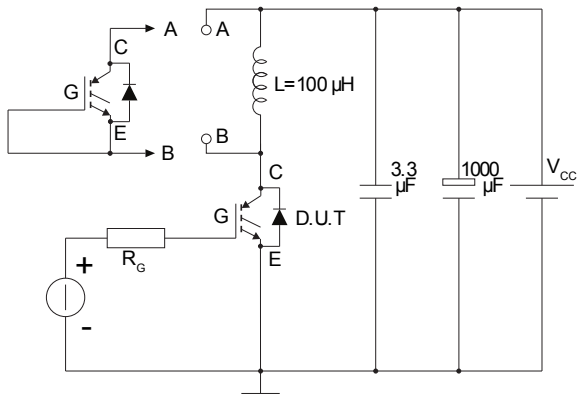 A
A
C
G
L=100 µH
E
B
B
C
3.3
µF
1000
µF
V_CC
G
D.U.T
E
R_G
+
-